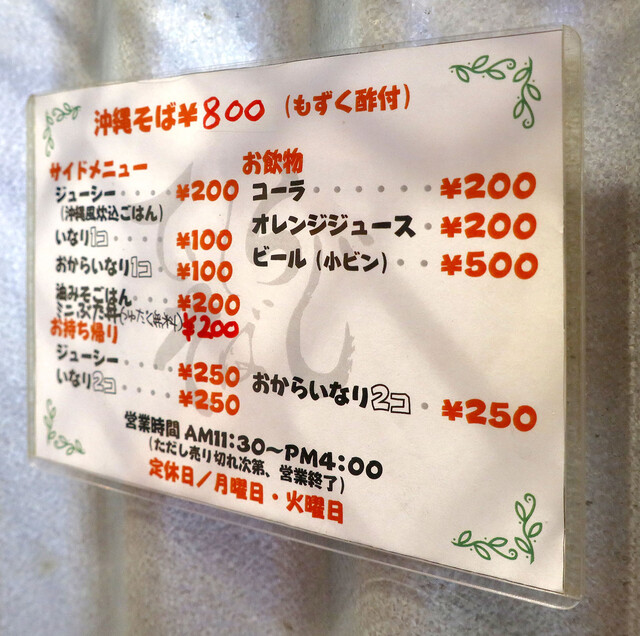 沖縄そば¥800 (もずく酢付)
サイドメニュー
ジューシー・・・・¥200
(沖縄風炊込ごはん)
いなり1コ・・・・¥100
おからいなり1コ・¥100
油みそごはん・・・¥200
ミニぶた丼 ¥200
お持ち帰り
ジューシー・・・・¥250
いなり2コ・・・・¥250
お飲物
コーラ・・・・・・¥200
オレンジジュース・¥200
ビール(小ビン)・・¥500
おからいなり2コ・¥250
営業時間 AM11:30~PM4:00
(ただし売り切れ次第、営業終了)
定休日/月曜日・火曜日